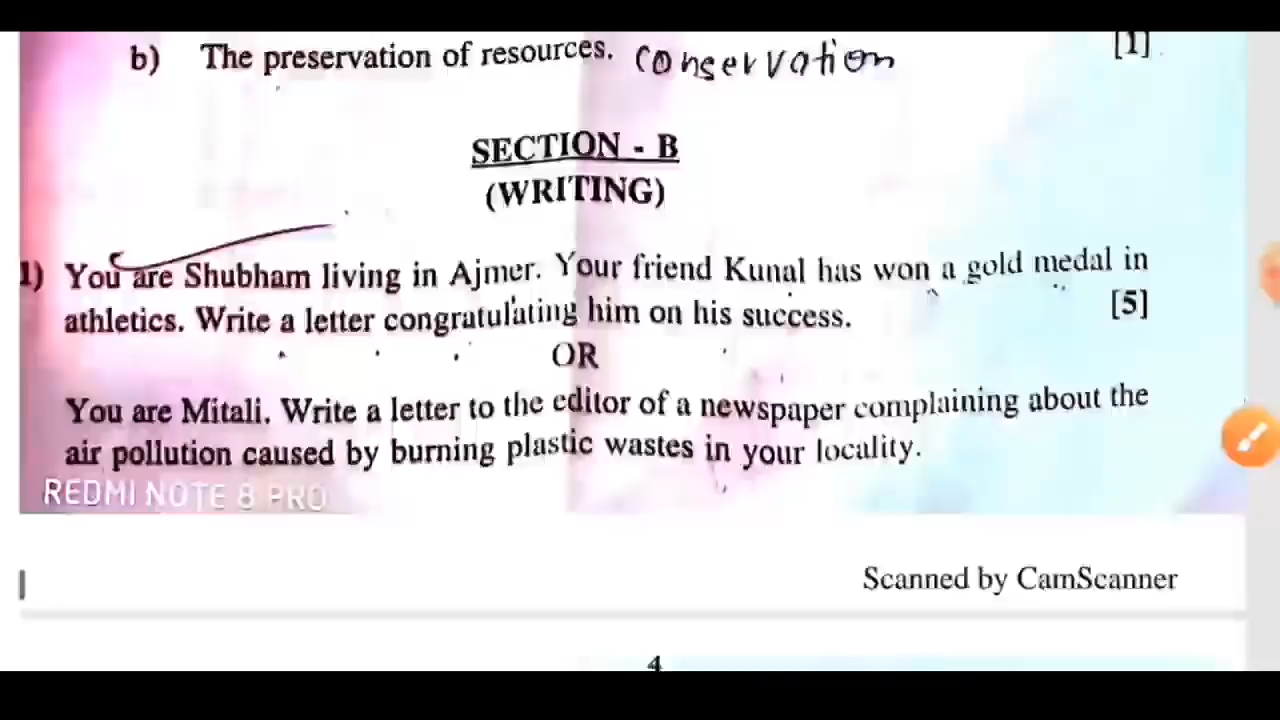 b) The preservation of resources. conservation [1]
SECTION - B
(WRITING)
1) You are Shubham living in Ajmer. Your friend Kunal has won a gold medal in
athletics. Write a letter congratulating him on his success. [5]
OR
You are Mitali. Write a letter to the editor of a newspaper complaining about the
air pollution caused by burning plastic wastes in your locality.
REDMI NOTE 8 PRO
Scanned by CamScanner
4